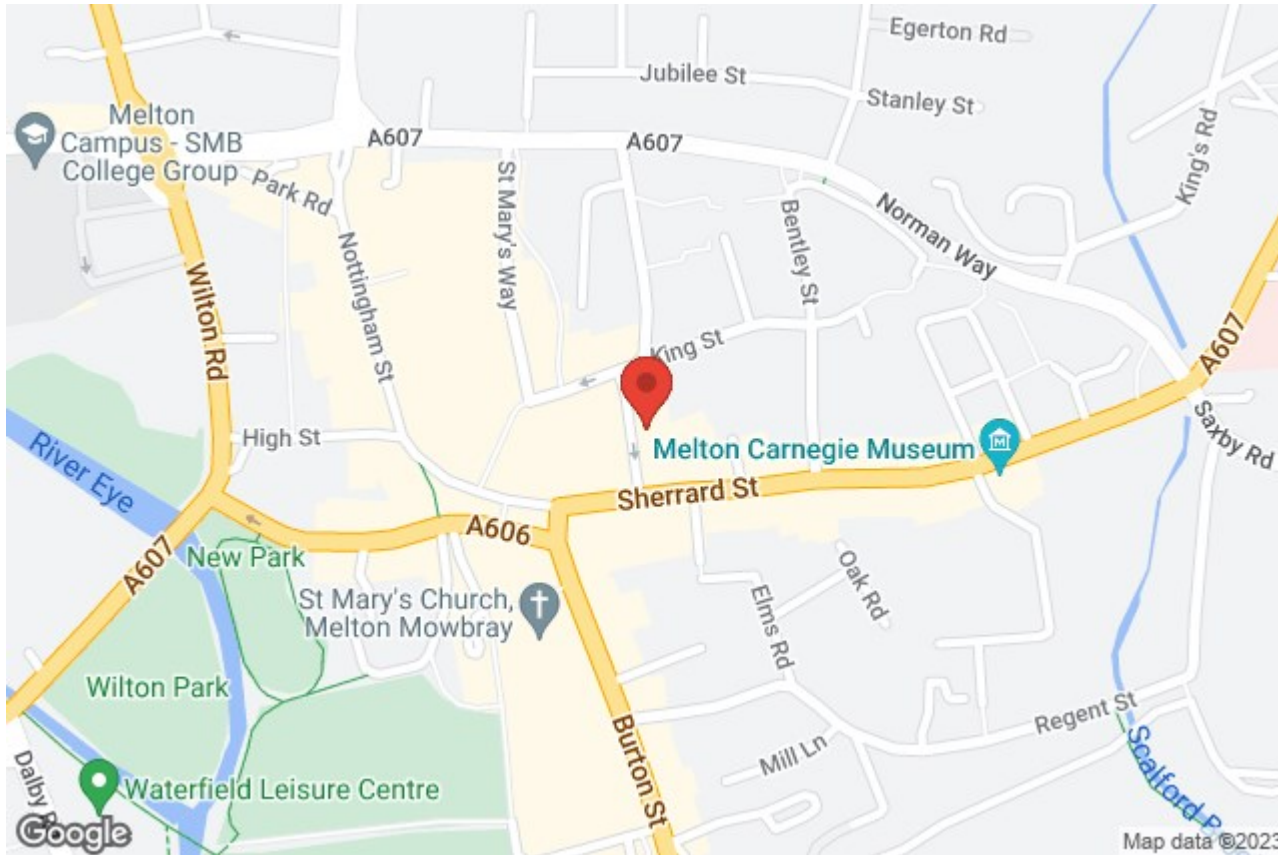 Egerton Rd
Jubilee St
Stanley St
Melton
Campus - SMB
College Group
A607
A607
King's Rd
Park Rd
St Mary's Way
Bentley St
Norman Way
Nottingham St
Wilton Rd
King St
A607
High St
Melton Carnegie Museum
Saxby Rd
River Eye
Sherrard St
A606
A607
New Park
St Mary's Church,
Melton Mowbray
Elms Rd
Oak Rd
Wilton Park
Regent St
Burton St
Mill Ln
Scalford
Dalby
Waterfield Leisure Centre
Google
Map data ©2023